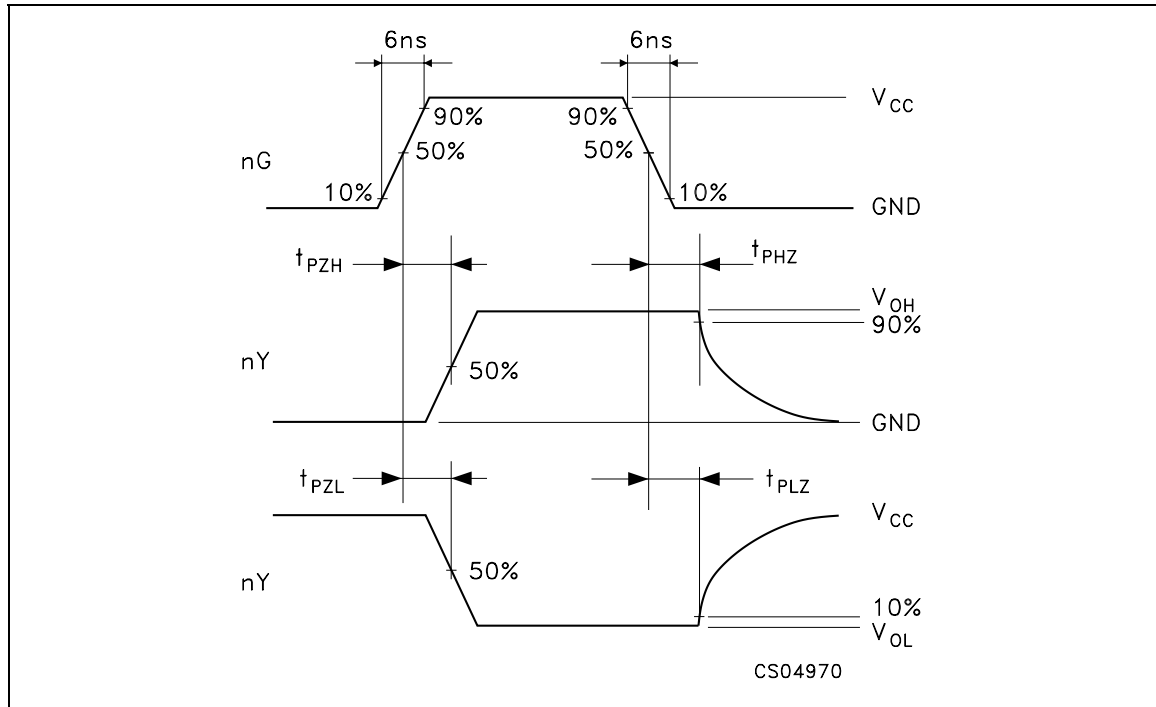 6ns 6ns
V_CC
90% 90%
nG 50% 50%
10% 10%
GND
t_PZH t_PHZ
V_OH
90%
nY 50%
GND
t_PZL t_PLZ
V_CC
nY 50%
10%
V_OL
CS04970